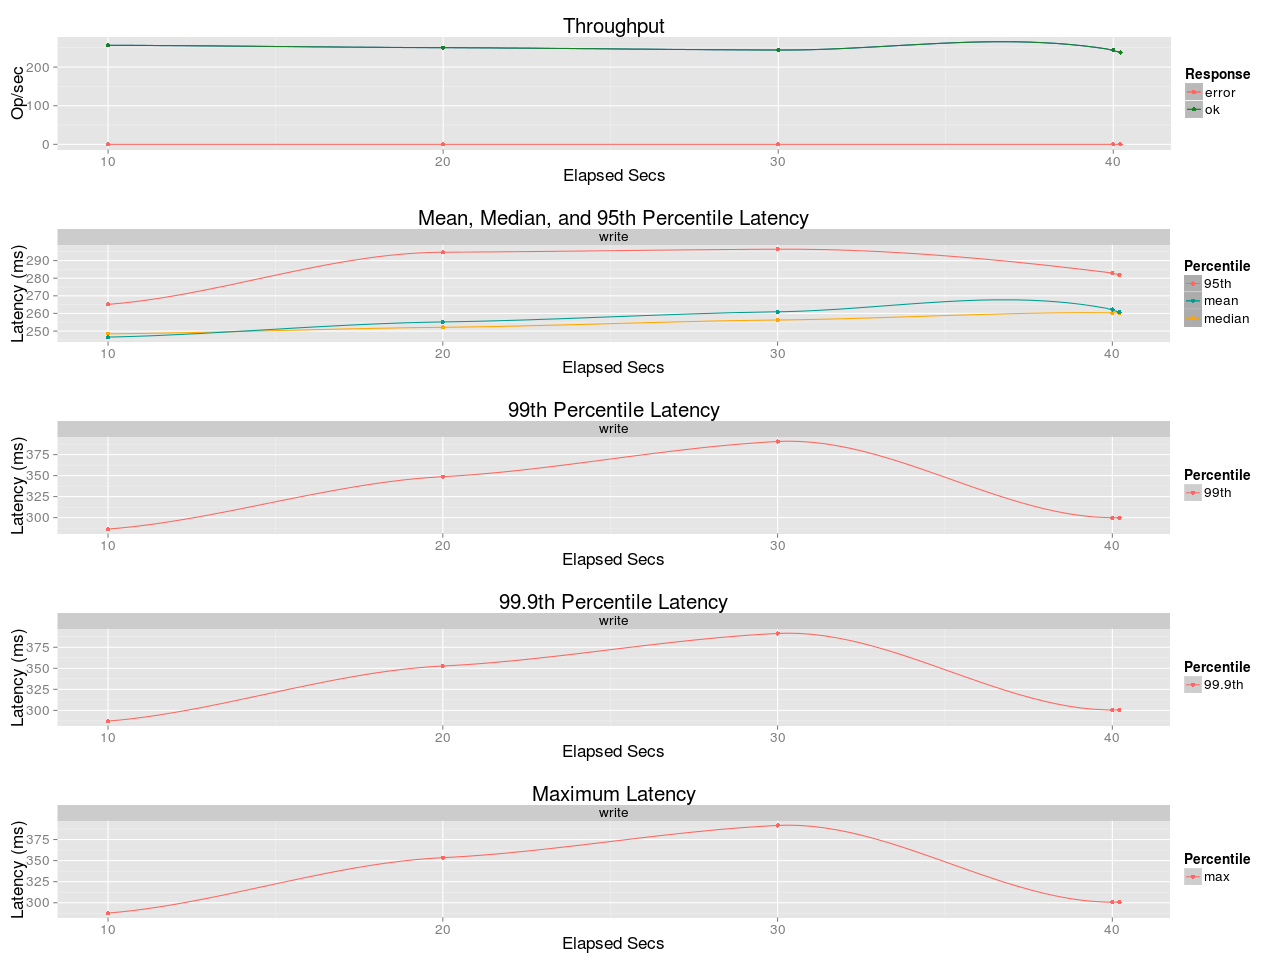 Throughput
Op/sec
200
100
0
10 20 30 40
Elapsed Secs
Response
error
ok
Mean, Median, and 95th Percentile Latency
write
Latency (ms)
290
280
270
260
250
10 20 30 40
Elapsed Secs
Percentile
95th
mean
median
99th Percentile Latency
write
Latency (ms)
375
350
325
300
10 20 30 40
Elapsed Secs
Percentile
99th
99.9th Percentile Latency
write
Latency (ms)
375
350
325
300
10 20 30 40
Elapsed Secs
Percentile
99.9th
Maximum Latency
write
Latency (ms)
375
350
325
300
10 20 30 40
Elapsed Secs
Percentile
max